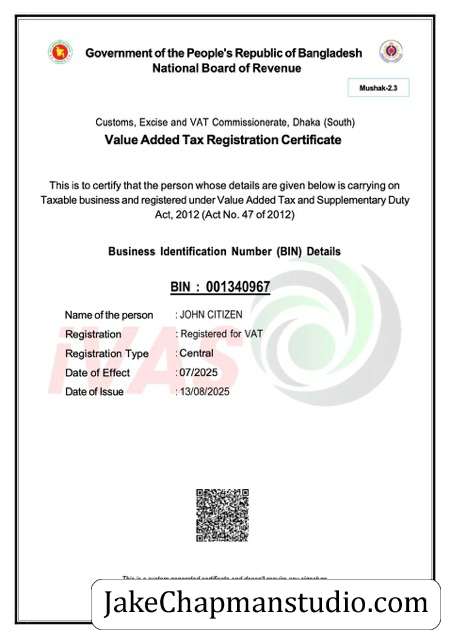 Government of the People's Republic of Bangladesh
National Board of Revenue
Mushak-2.3
Customs, Excise and VAT Commissionerate, Dhaka (South)
Value Added Tax Registration Certificate
This is to certify that the person whose details are given below is carrying on
Taxable business and registered under Value Added Tax and Supplementary Duty
Act, 2012 (Act No. 47 of 2012)
Business Identification Number (BIN) Details
BIN : 001340967
Name of the person : JOHN CITIZEN
Registration : Registered for VAT
Registration Type : Central
Date of Effect : 07/2025
Date of Issue : 13/08/2025
iVAS
This is a system generated certificate and
JakeChapmanstudio.com